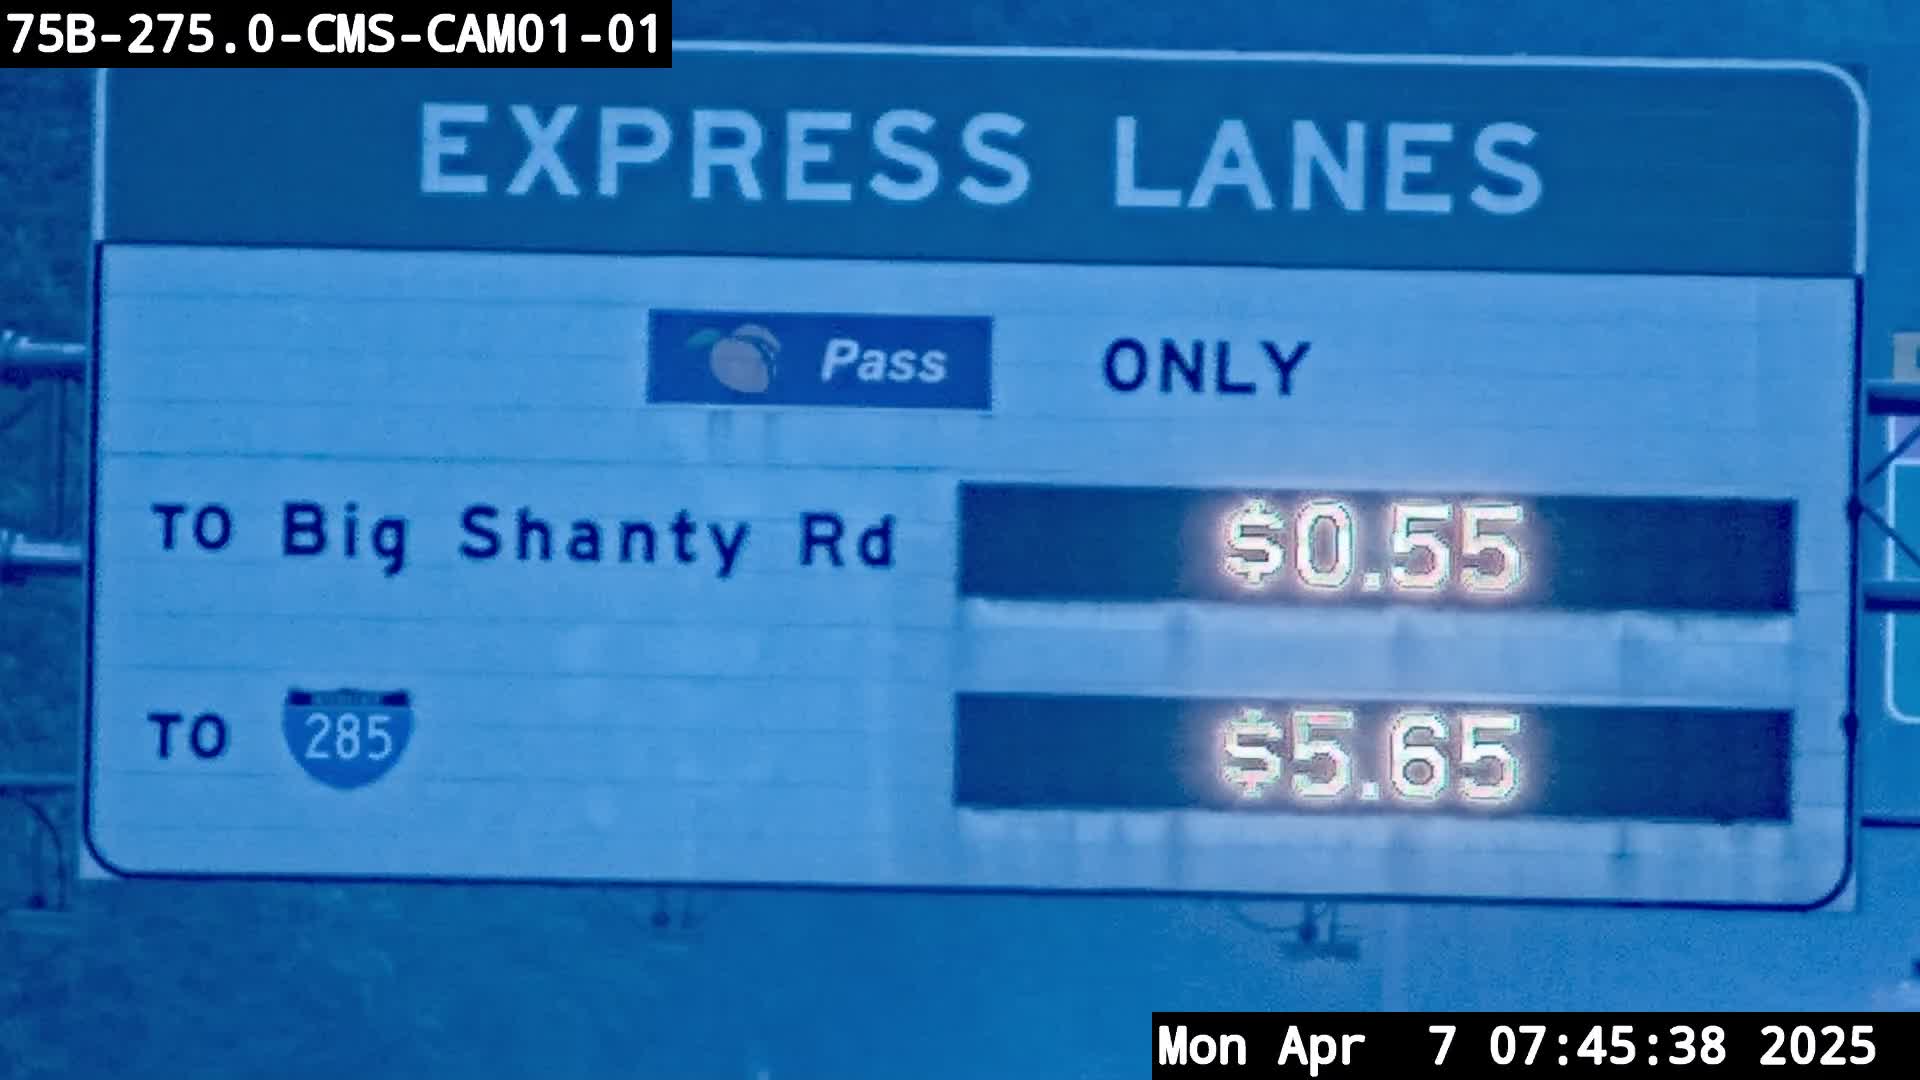 75B-275.0-CMS-CAM01-01
EXPRESS LANES
Pass ONLY
TO Big Shanty Rd $0.55
TO 285 $5.65
Mon Apr 7 07:45:38 2025